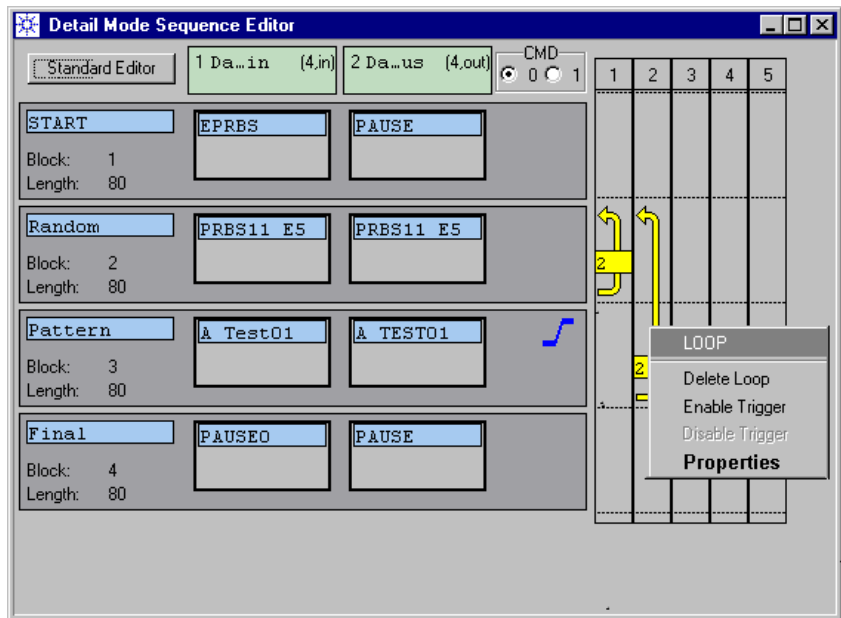 Detail Mode Sequence Editor
Standard Editor
1 Da…in (4,in)
2 Da…us (4,out)
CMD
0 1
1 2 3 4 5
START
EPRBS
PAUSE
Block: 1
Length: 80
Random
PRBS11 E5
PRBS11 E5
Block: 2
Length: 80
2
Pattern
A Test01
A TEST01
Block: 3
Length: 80
2
LOOP
Delete Loop
Enable Trigger
Disable Trigger
Properties
Final
PAUSE0
PAUSE
Block: 4
Length: 80